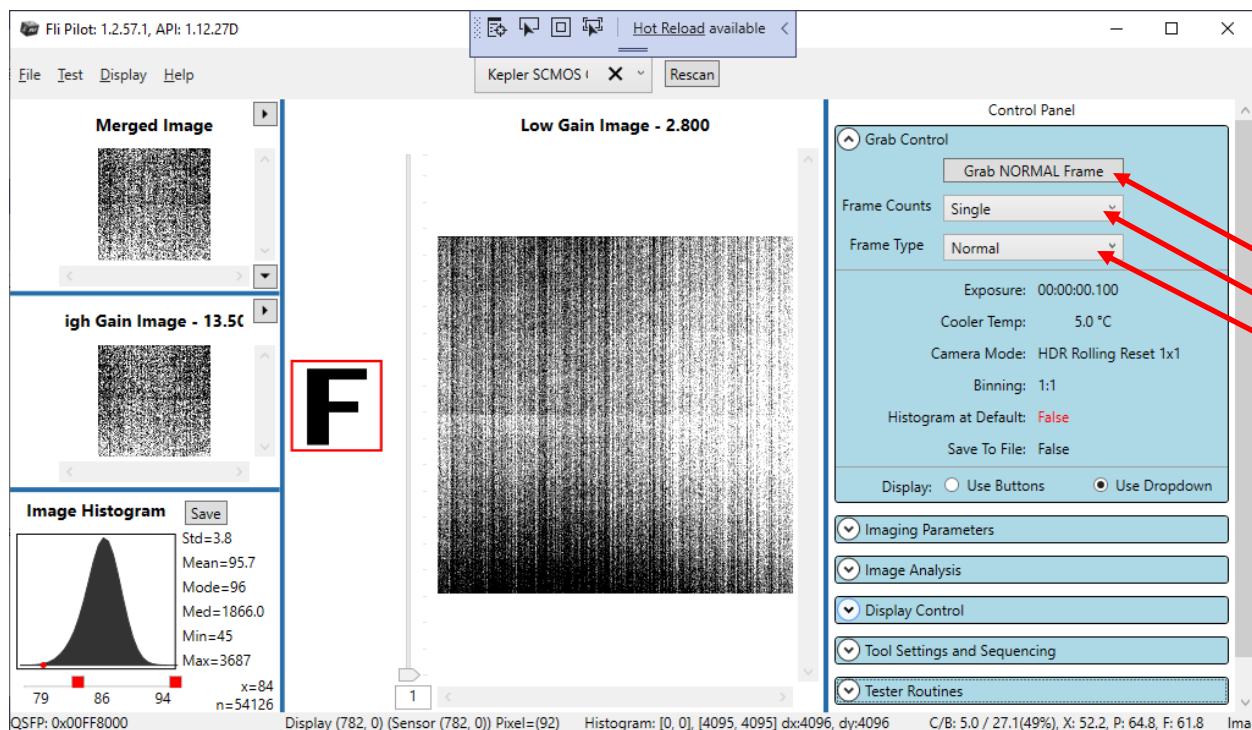 Fli Pilot: 1.2.57.1, API: 1.12.27D
Hot Reload available
File Test Display Help
Kepler SCMOS
Rescan
Merged Image
igh Gain Image - 13.50
Image Histogram
Save
Std=3.8
Mean=95.7
Mode=96
Med=1866.0
Min=45
Max=3687
79 86 94
x=84
n=54126
F
Low Gain Image - 2.800
1
Control Panel
Grab Control
Grab NORMAL Frame
Frame Counts Single
Frame Type Normal
Exposure: 00:00:00.100
Cooler Temp: 5.0 °C
Camera Mode: HDR Rolling Reset 1x1
Binning: 1:1
Histogram at Default: False
Save To File: False
Display: Use Buttons Use Dropdown
Imaging Parameters
Image Analysis
Display Control
Tool Settings and Sequencing
Tester Routines
QSFP: 0x00FF8000 Display (782, 0) (Sensor (782, 0)) Pixel=(92) Histogram: [0, 0], [4095, 4095] dx:4096, dy:4096 C/B: 5.0 / 27.1(49%), X: 52.2, P: 64.8, F: 61.8 Ima